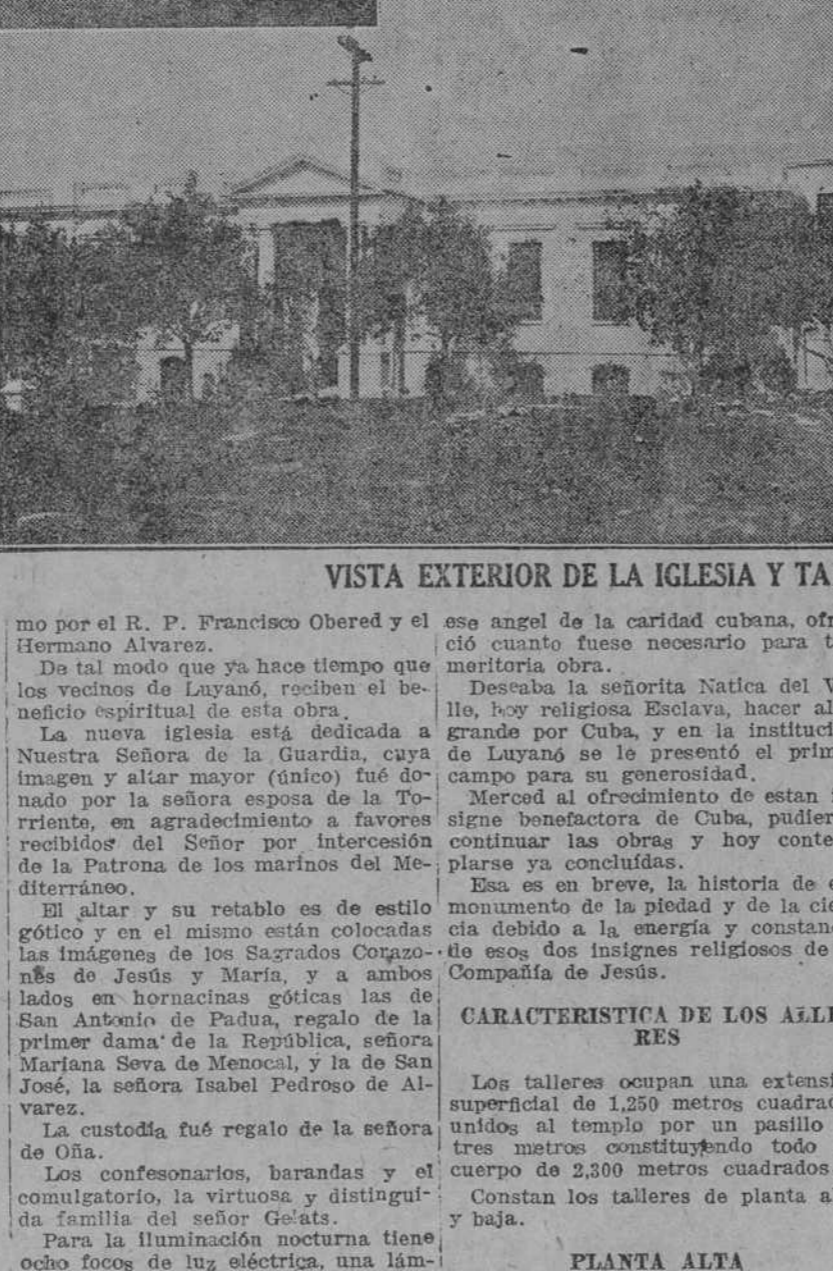 VISTA EXTERIOR DE LA IGLESIA Y TA
mo por el R. P. Francisco Obered y el
Hermano Alvarez.
De tal modo que ya hace tiempo que
los vecinos de Luyanó, reciben el be-
neficio espiritual de esta obra.
La nueva iglesia está dedicada a
Nuestra Señora de la Guardia, cuya
imagen y altar mayor (único) fué do-
nado por la señora esposa de la To-
rriente, en agradecimiento a favores
recibidos del Señor por intercesión
de la Patrona de los marinos del Me-
diterráneo.
El altar y su retablo es de estilo
gótico y en el mismo están colocadas
las imágenes de los Sagrados Corazo-
nes de Jesús y María, y a ambos
lados en hornacinas góticas las de
San Antonio de Padua, regalo de la
primer dama de la República, señora
Mariana Seva de Menocal, y la de San
José, la señora Isabel Pedroso de Al-
varez.
La custodia fué regalo de la señora
de Oña.
Los confesonarios, barandas y el
comulgatorio, la virtuosa y distingui-
da familia del señor Gelats.
Para la iluminación nocturna tiene
ocho focos de luz eléctrica, una lám-
ese angel de la caridad cubana, ofr
ció cuanto fuese necesario para t
meritoria obra.
Deseaba la señorita Natica del V
lle, hoy religiosa Esclava, hacer al
grande por Cuba, y en la instituci
de Luyanó se le presentó el prim
campo para su generosidad.
Merced al ofrecimiento de estan
signe benefactora de Cuba, pudier
continuar las obras y hoy conte
plarse ya concluídas.
Esa es en breve, la historia de e
monumento de la piedad y de la cie
cia debido a la energía y constanc
de esos dos insignes religiosos de
Compañía de Jesús.
CARACTERISTICA DE LOS ALLE
RES
Los talleres ocupan una extensi
superficial de 1,250 metros cuadrad
unidos al templo por un pasillo
tres metros constituyendo todo
cuerpo de 2,300 metros cuadrados
Constan los talleres de planta a
y baja.
PLANTA ALTA